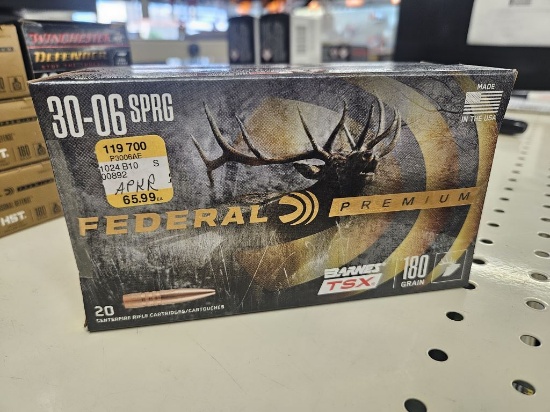 WINCHESTER
DEFENDER
30-06 SPRG
MADE
IN THE USA
119 700
P3006AE
1024 B10 S
00892
APKR
65.99 EA
FEDERAL PREMIUM
BARNES
TSX
180
GRAIN
20
CENTERFIRE RIFLE CARTRIDGES/CARTOUCHES
HST